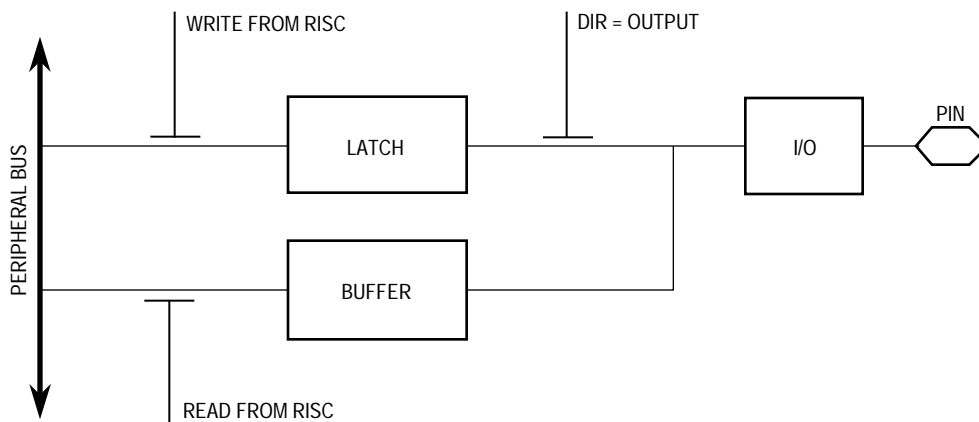 WRITE FROM RISC
DIR = OUTPUT
LATCH
I/O
PIN
PERIPHERAL BUS
BUFFER
READ FROM RISC